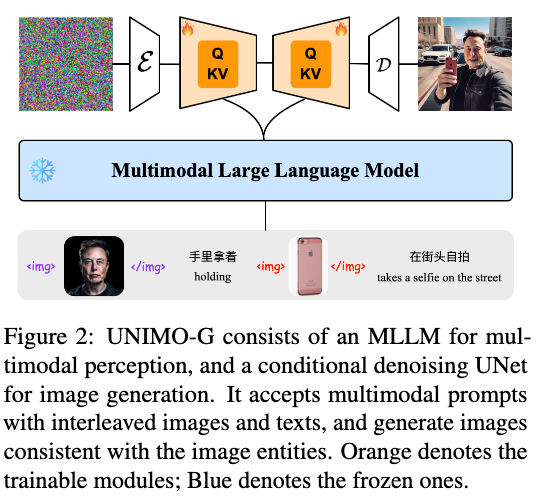 ℰ
Q
KV
Q
KV
𝒟
Multimodal Large Language Model
<img> </img> 手里拿着 <img> </img> 在街头自拍
holding takes a selfie on the street
Figure 2: UNIMO-G consists of an MLLM for mul-
timodal perception, and a conditional denoising UNet
for image generation. It accepts multimodal prompts
with interleaved images and texts, and generate images
consistent with the image entities. Orange denotes the
trainable modules; Blue denotes the frozen ones.